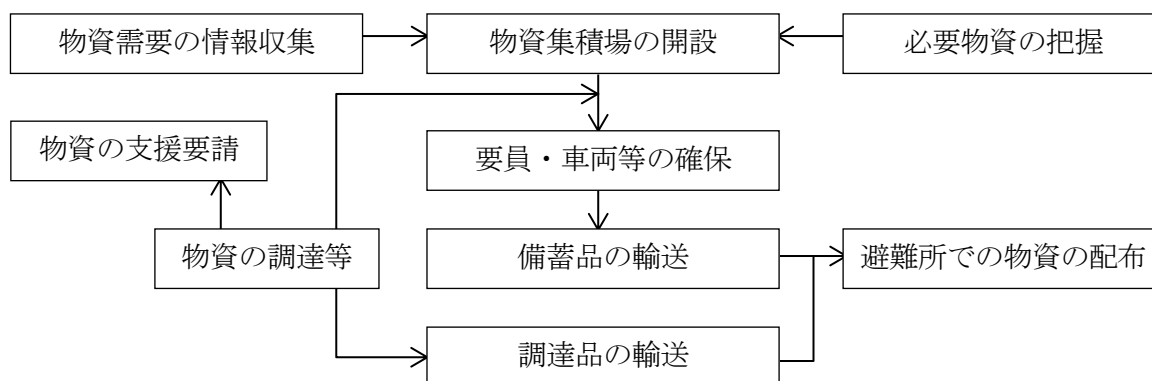 物資需要の情報収集
物資集積場の開設
必要物資の把握
物資の支援要請
要員・車両等の確保
物資の調達等
備蓄品の輸送
避難所での物資の配布
調達品の輸送